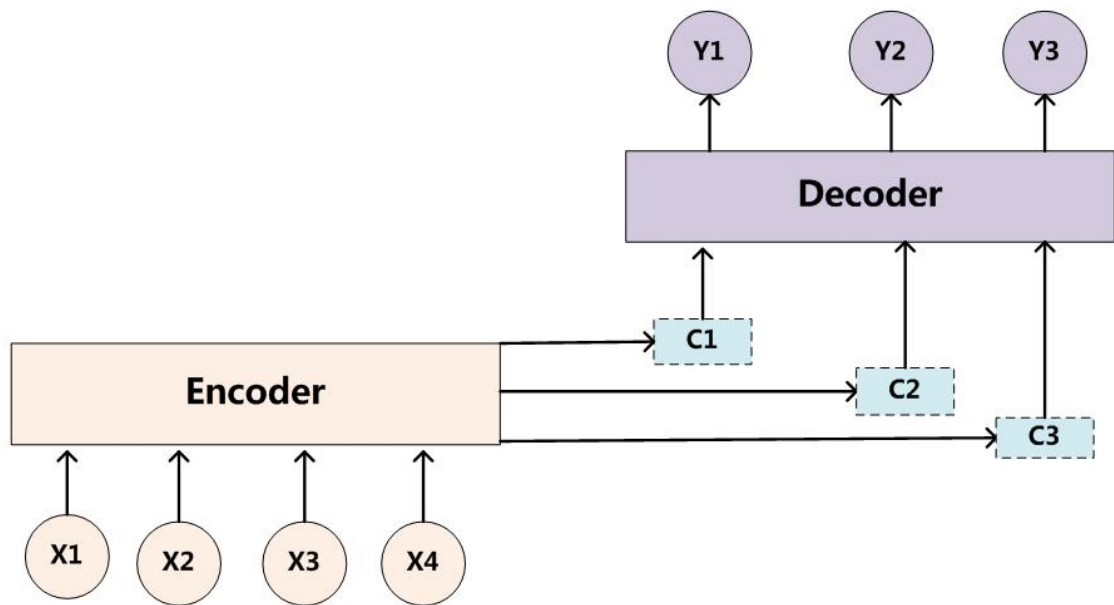 Y1 Y2 Y3
Decoder
C1
Encoder
C2
C3
X1 X2 X3 X4